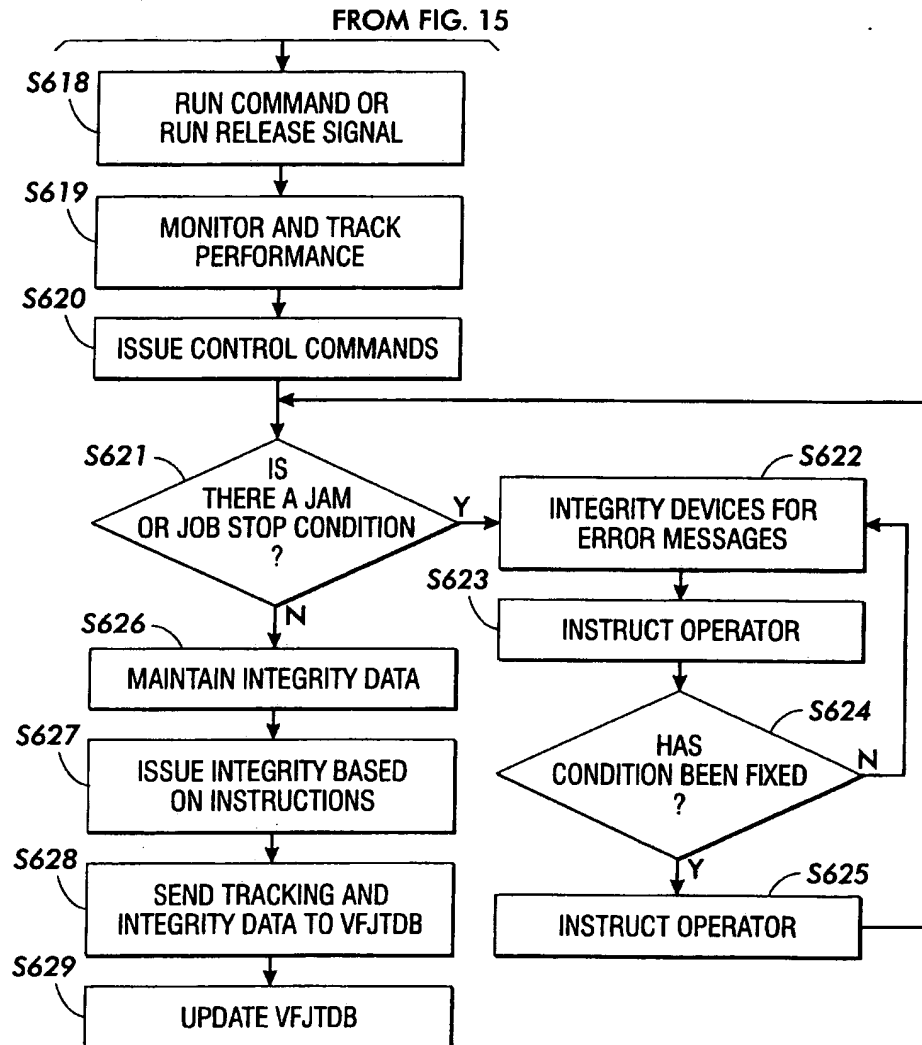 FROM FIG. 15
S618
RUN COMMAND OR
RUN RELEASE SIGNAL
S619
MONITOR AND TRACK
PERFORMANCE
S620
ISSUE CONTROL COMMANDS
S621
IS
THERE A JAM
OR JOB STOP CONDITION
?
Y
N
S622
INTEGRITY DEVICES FOR
ERROR MESSAGES
S623
INSTRUCT OPERATOR
S624
HAS
CONDITION BEEN FIXED
?
N
Y
S625
INSTRUCT OPERATOR
S626
MAINTAIN INTEGRITY DATA
S627
ISSUE INTEGRITY BASED
ON INSTRUCTIONS
S628
SEND TRACKING AND
INTEGRITY DATA TO VFJTDB
S629
UPDATE VFJTDB